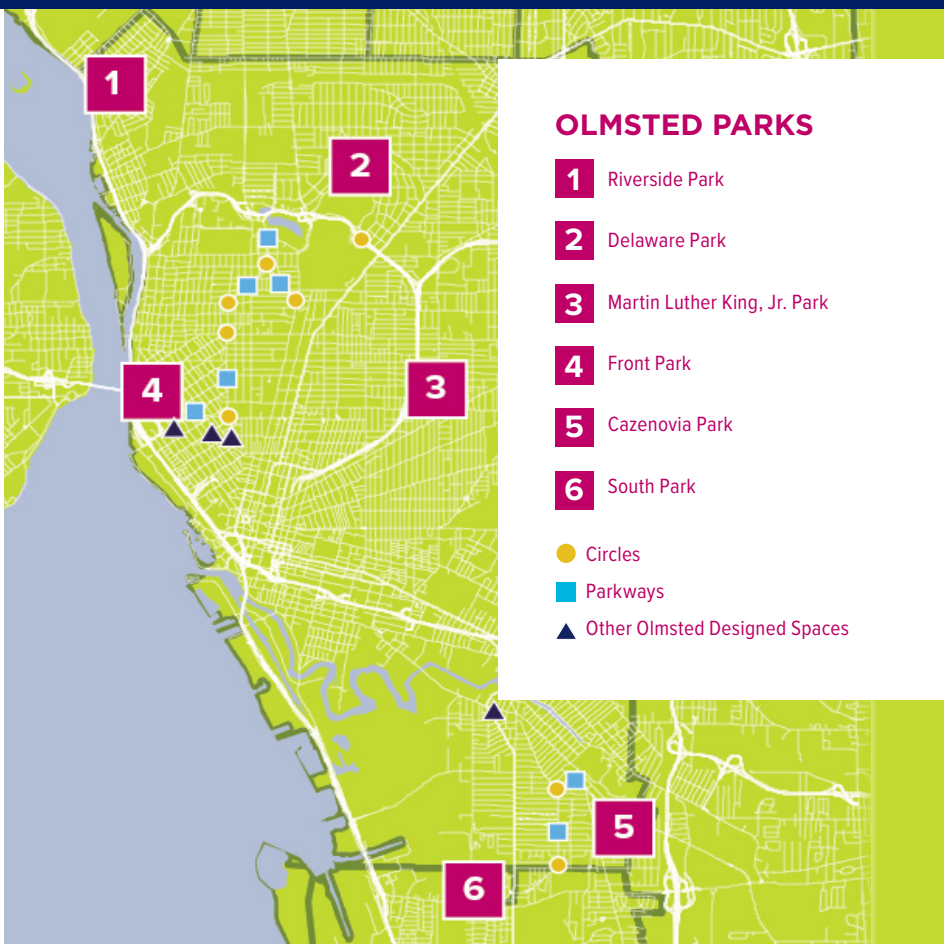 1
2
3
4
5
6
OLMSTED PARKS
1 Riverside Park
2 Delaware Park
3 Martin Luther King, Jr. Park
4 Front Park
5 Cazenovia Park
6 South Park
Circles
Parkways
Other Olmsted Designed Spaces